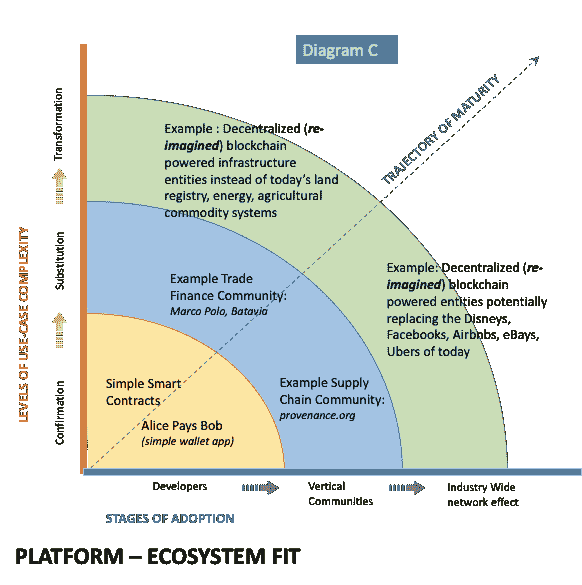 Diagram C
TRAJECTORY OF MATURITY
LEVELS OF USE-CASE COMPLEXITY
Transformation
Substitution
Confirmation
Example : Decentralized (re-
imagined) blockchain
powered infrastructure
entities instead of today's land
registry, energy, agricultural
commodity systems
Example: Decentralized (re-
imagined) blockchain
powered entities potentially
replacing the Disneys,
Facebooks, Airbnbs, eBays,
Ubers of today
Example Trade
Finance Community:
Marco Polo, Batavia
Example Supply
Chain Community:
provenance.org
Simple Smart
Contracts
Alice Pays Bob
(simple wallet app)
Developers
Vertical
Communities
Industry Wide
network effect
STAGES OF ADOPTION
PLATFORM – ECOSYSTEM FIT